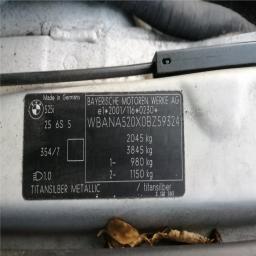 Made in Germany
BAYERISCHE MOTOREN WERKE AG
525i
e1*2001/116*0230*
25 6S 5
WBANA520X0BZ59324
2045 kg
354/7
3845 kg
1- 980 kg
1.0
2- 1150 kg
TITANSILBER METALLIC / titansilber